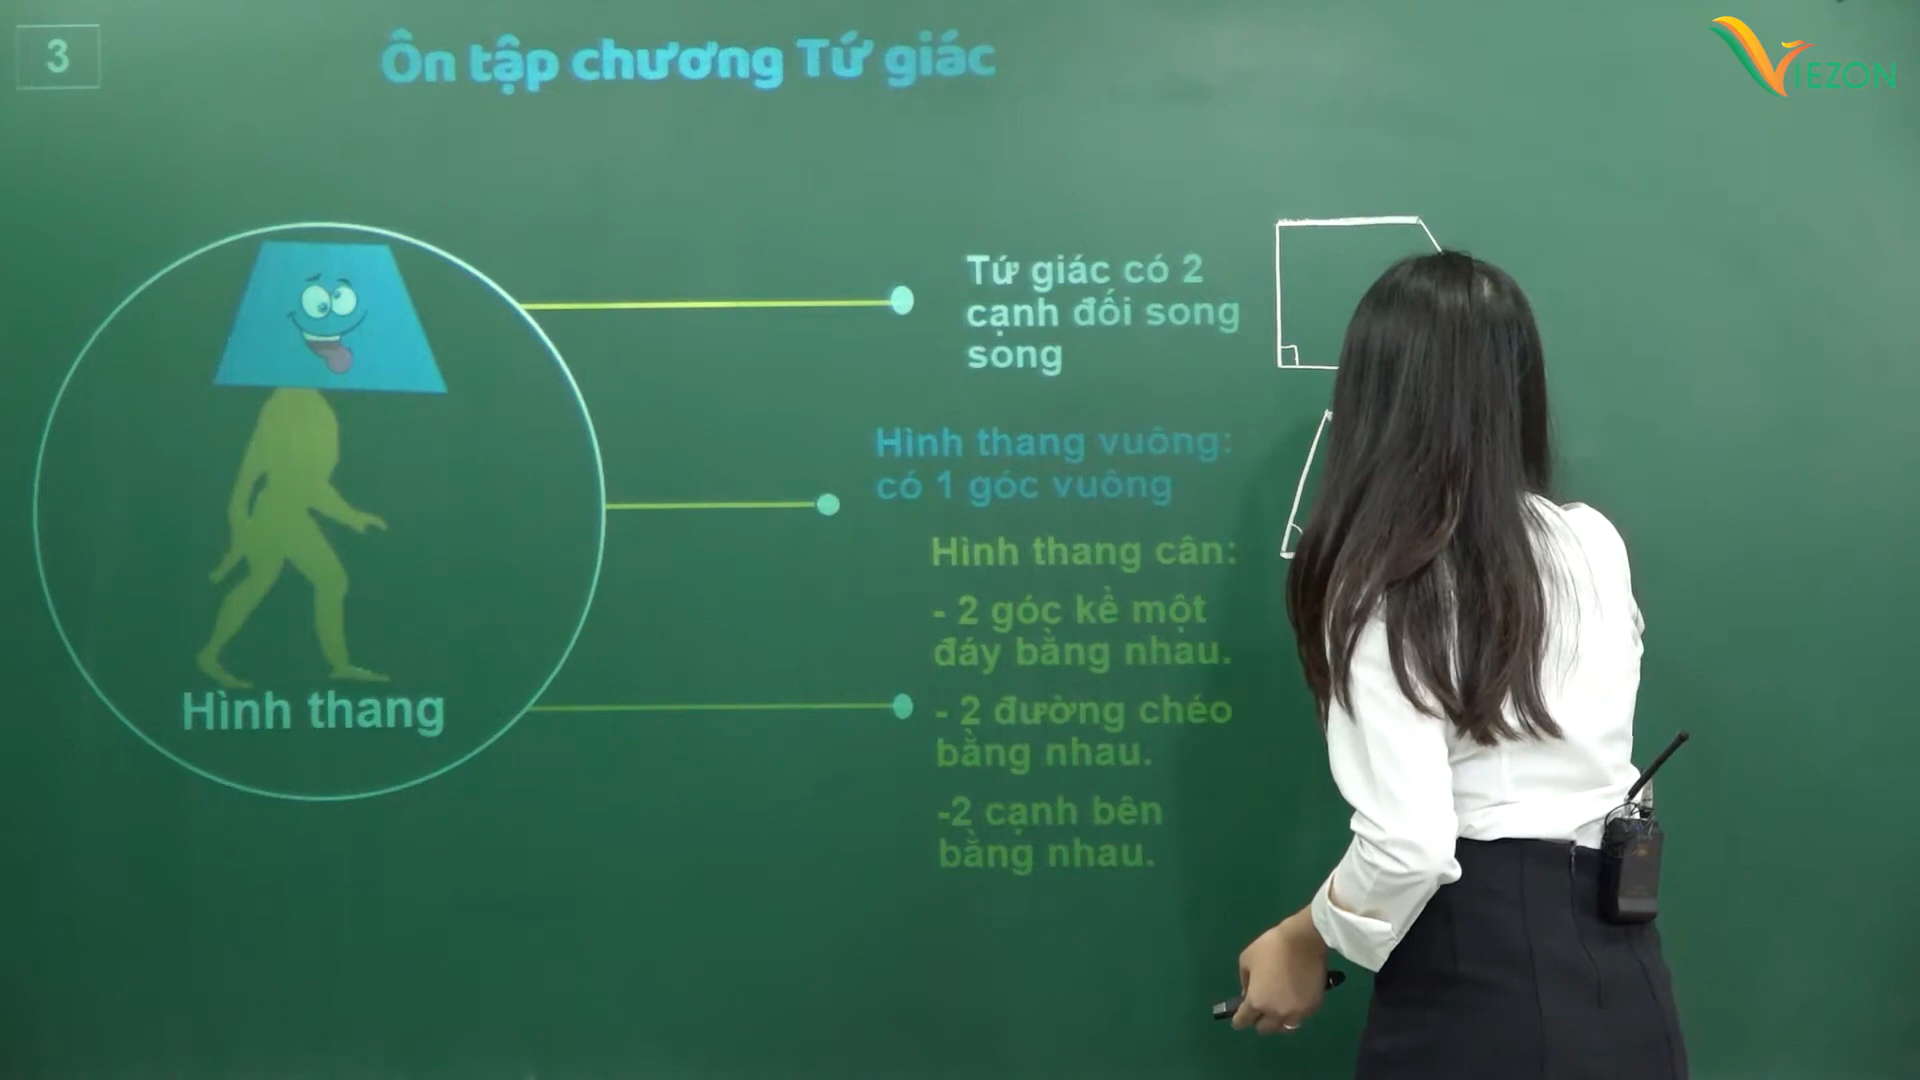 3
Ôn tập chương Tứ giác
VIEZON
Tứ giác có 2
cạnh đối song
song
Hình thang vuông:
có 1 góc vuông
Hình thang cân:
- 2 góc kề một
đáy bằng nhau.
- 2 đường chéo
bằng nhau.
-2 cạnh bên
bằng nhau.
Hình thang